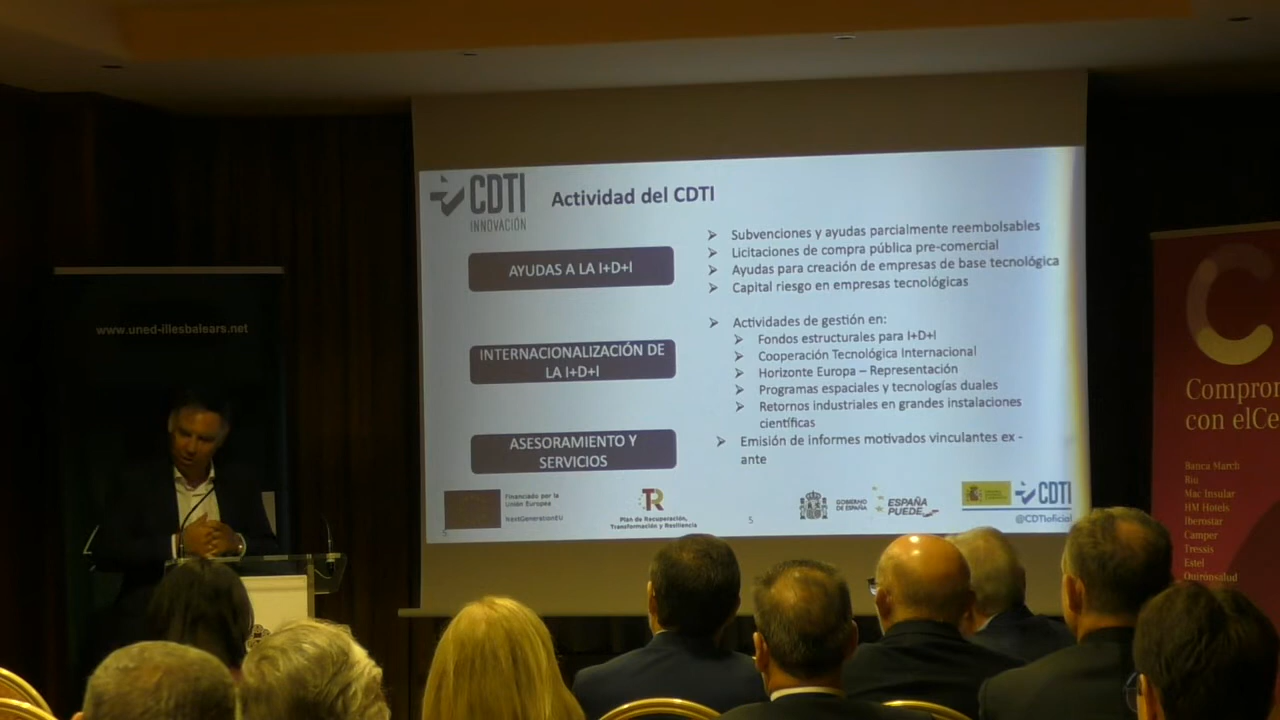 www.uned-illesbalears.net
CDTI
INNOVACIÓN
Actividad del CDTI
AYUDAS A LA I+D+I
➢ Subvenciones y ayudas parcialmente reembolsables
➢ Licitaciones de compra pública pre-comercial
➢ Ayudas para creación de empresas de base tecnológica
➢ Capital riesgo en empresas tecnológicas
INTERNACIONALIZACIÓN DE
LA I+D+I
➢ Actividades de gestión en:
➢ Fondos estructurales para I+D+I
➢ Cooperación Tecnológica Internacional
➢ Horizonte Europa – Representación
➢ Programas espaciales y tecnologías duales
➢ Retornos industriales en grandes instalaciones
científicas
ASESORAMIENTO Y
SERVICIOS
➢ Emisión de informes motivados vinculantes ex -
ante
Financiado por la
Unión Europea
NextGenerationEU
TR
Plan de Recuperación,
Transformación y Resiliencia
5
5
GOBIERNO
DE ESPAÑA
ESPAÑA
PUEDE
CDTI
@CDTIoficial
C
Compro
con elCe
Banca March
Riu
Mac Insular
HM Hotels
Iberostar
Camper
Tressis
Estel
Quirónsalud